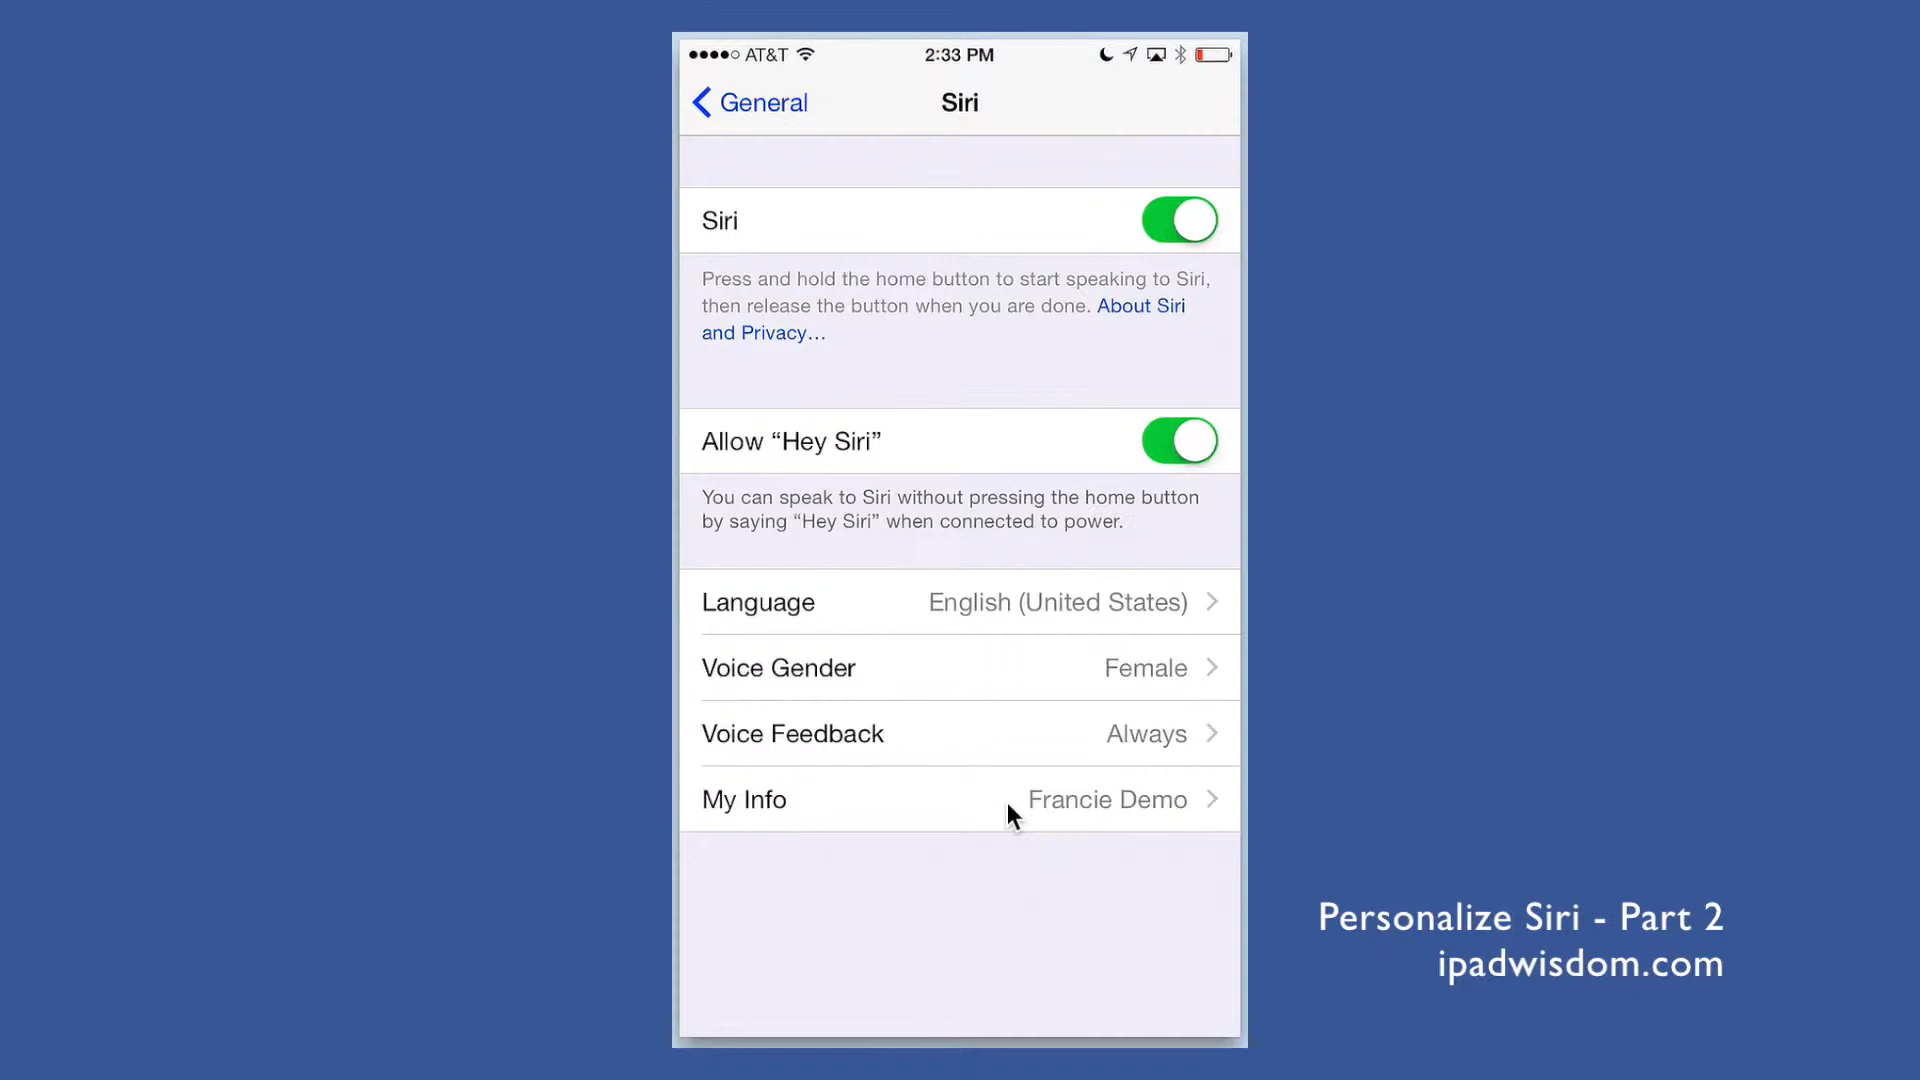 AT&T 2:33 PM
General Siri
Siri
Press and hold the home button to start speaking to Siri,
then release the button when you are done. About Siri
and Privacy…
Allow “Hey Siri”
You can speak to Siri without pressing the home button
by saying “Hey Siri” when connected to power.
Language English (United States)
Voice Gender Female
Voice Feedback Always
My Info Francie Demo
Personalize Siri - Part 2
ipadwisdom.com